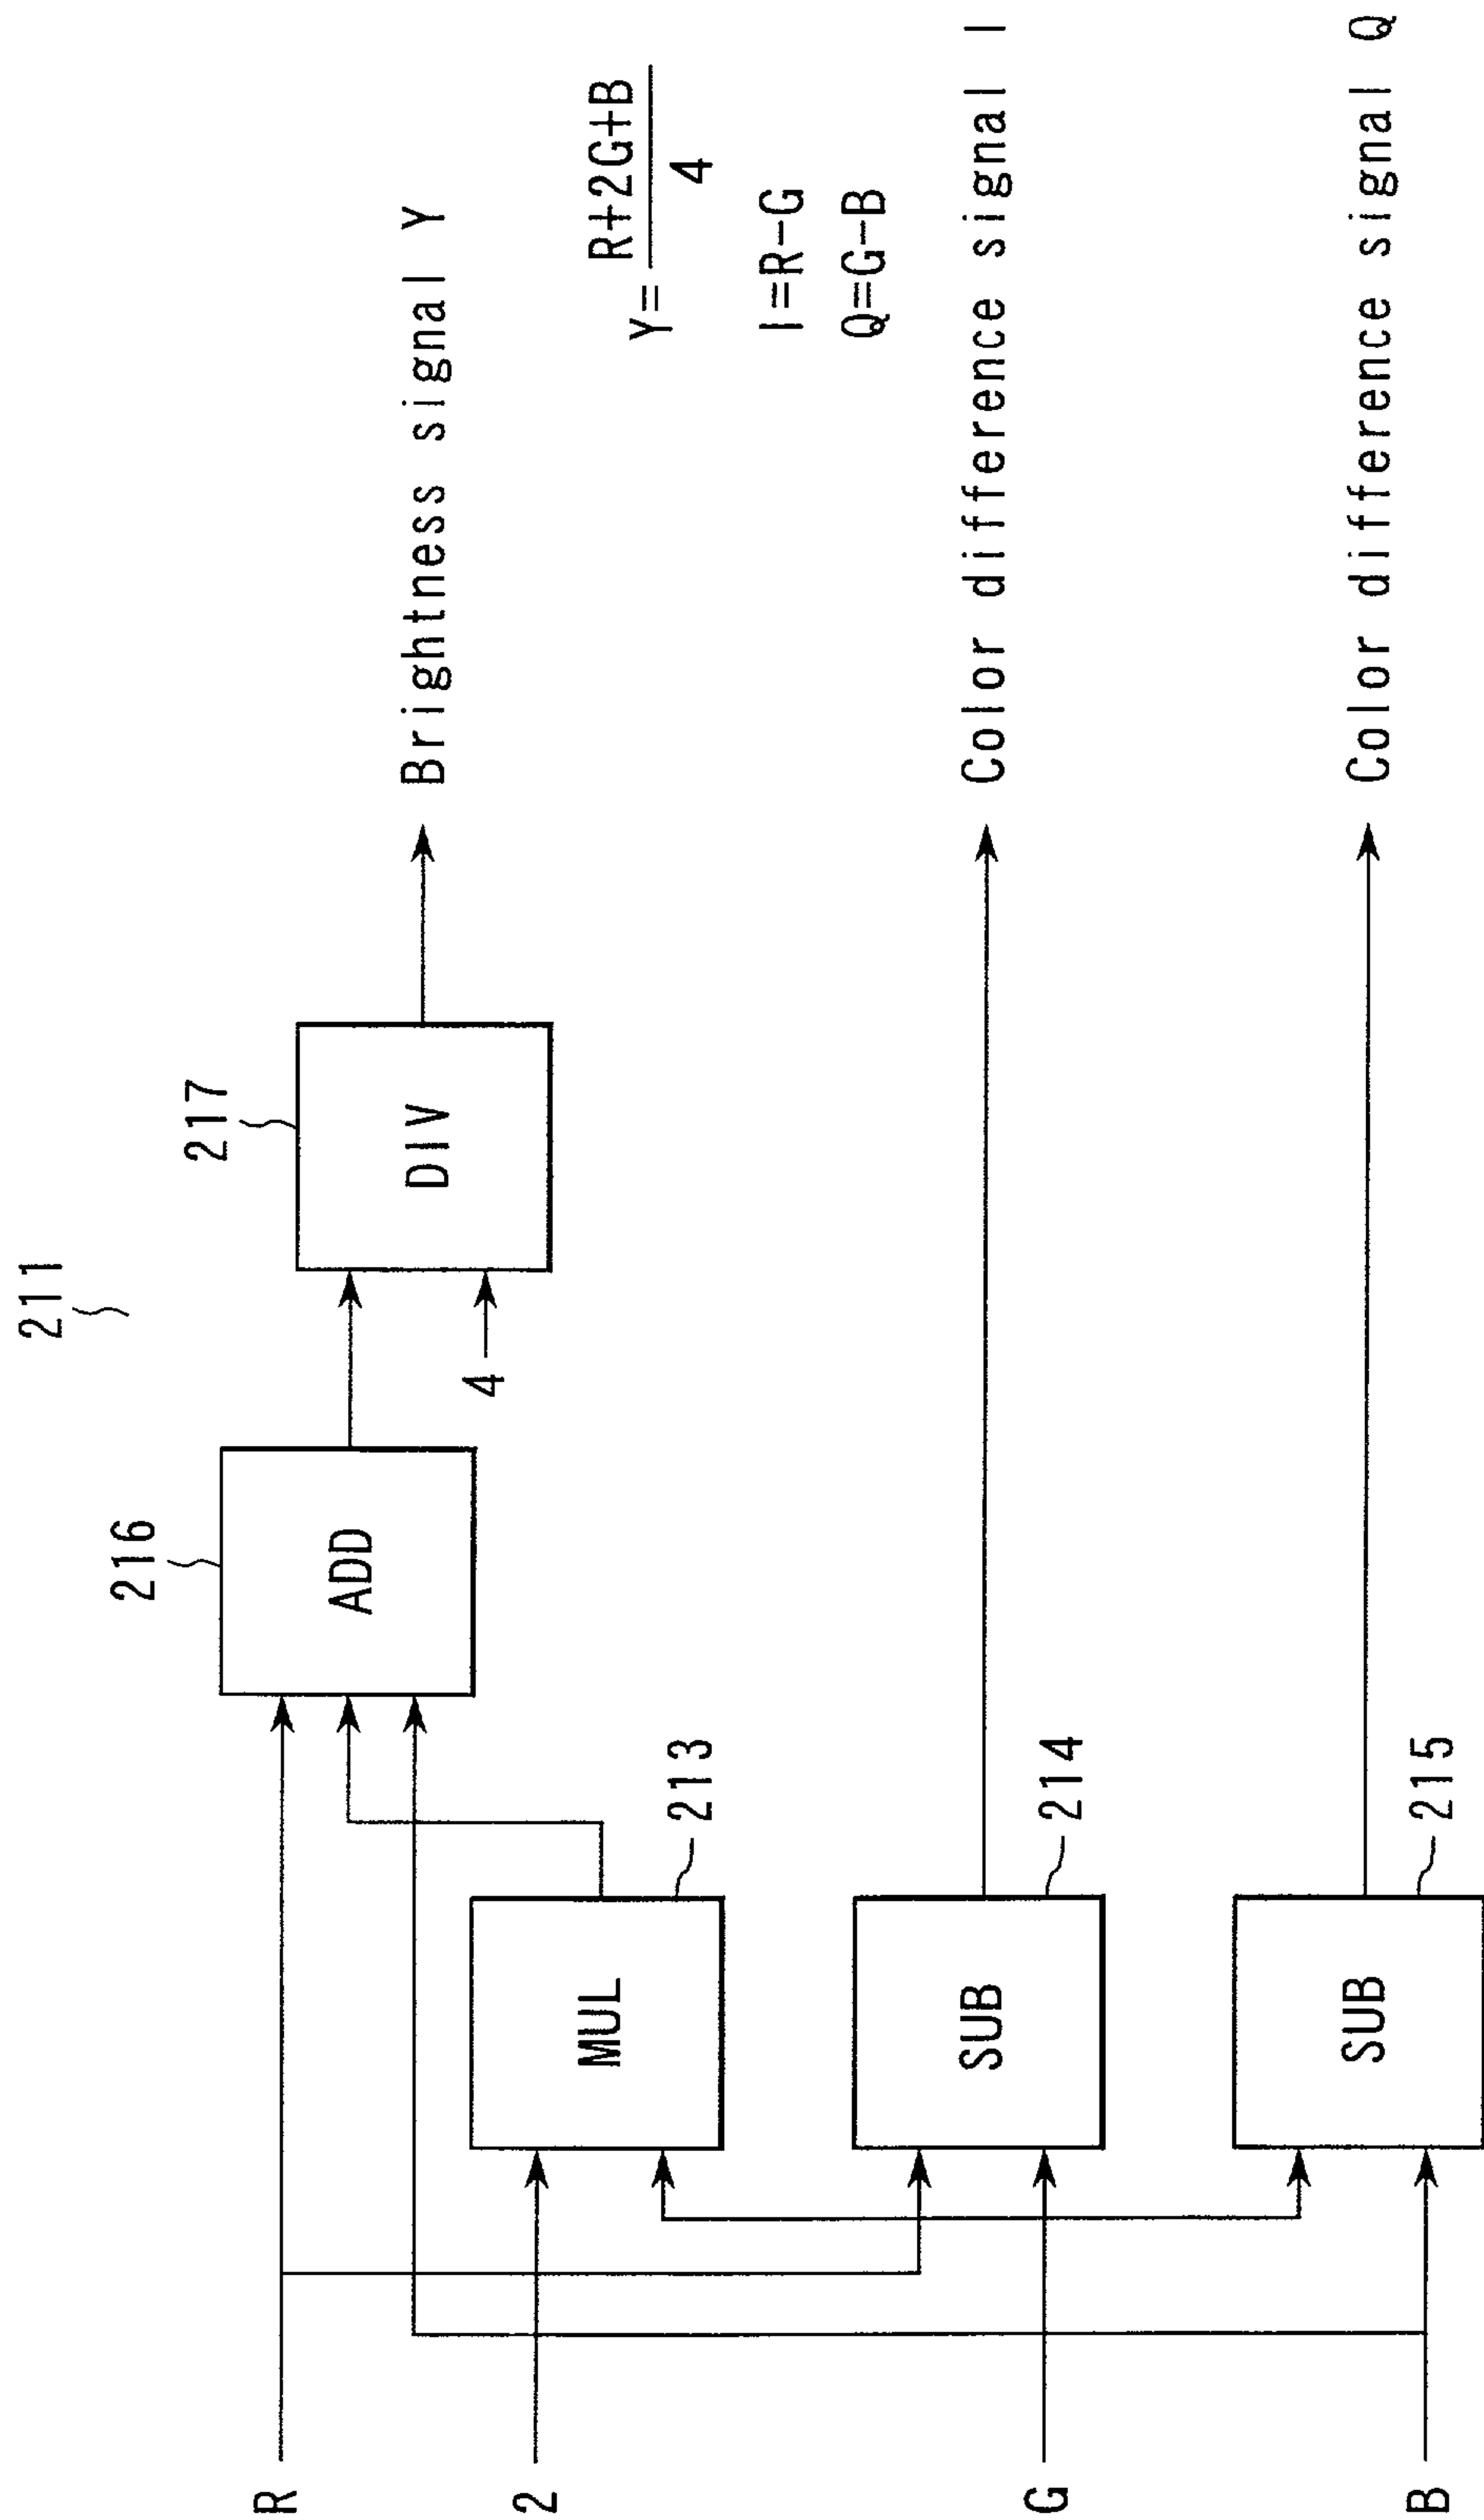 211
R
2
G
B
216
ADD
217
DIV
4
MUL
213
SUB
214
SUB
215
Brightness signal Y
Y=
R+2G+B
4
I=R-G
Q=G-B
Color difference signal I
Color difference signal Q